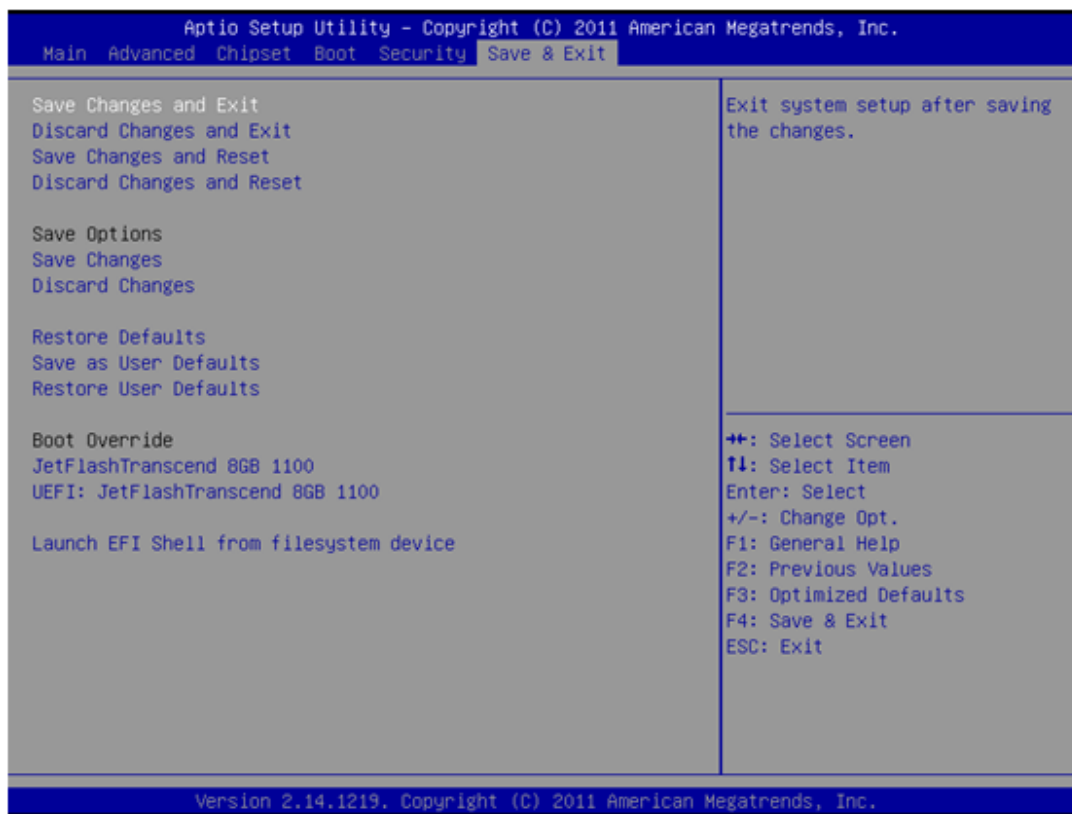 Aptio Setup Utility - Copyright (C) 2011 American Megatrends, Inc.
Main Advanced Chipset Boot Security Save & Exit
Save Changes and Exit
Discard Changes and Exit
Save Changes and Reset
Discard Changes and Reset
Save Options
Save Changes
Discard Changes
Restore Defaults
Save as User Defaults
Restore User Defaults
Boot Override
JetFlashTranscend 8GB 1100
UEFI: JetFlashTranscend 8GB 1100
Launch EFI Shell from filesystem device
Exit system setup after saving
the changes.
→←: Select Screen
↑↓: Select Item
Enter: Select
+/-: Change Opt.
F1: General Help
F2: Previous Values
F3: Optimized Defaults
F4: Save & Exit
ESC: Exit
Version 2.14.1219. Copyright (C) 2011 American Megatrends, Inc.